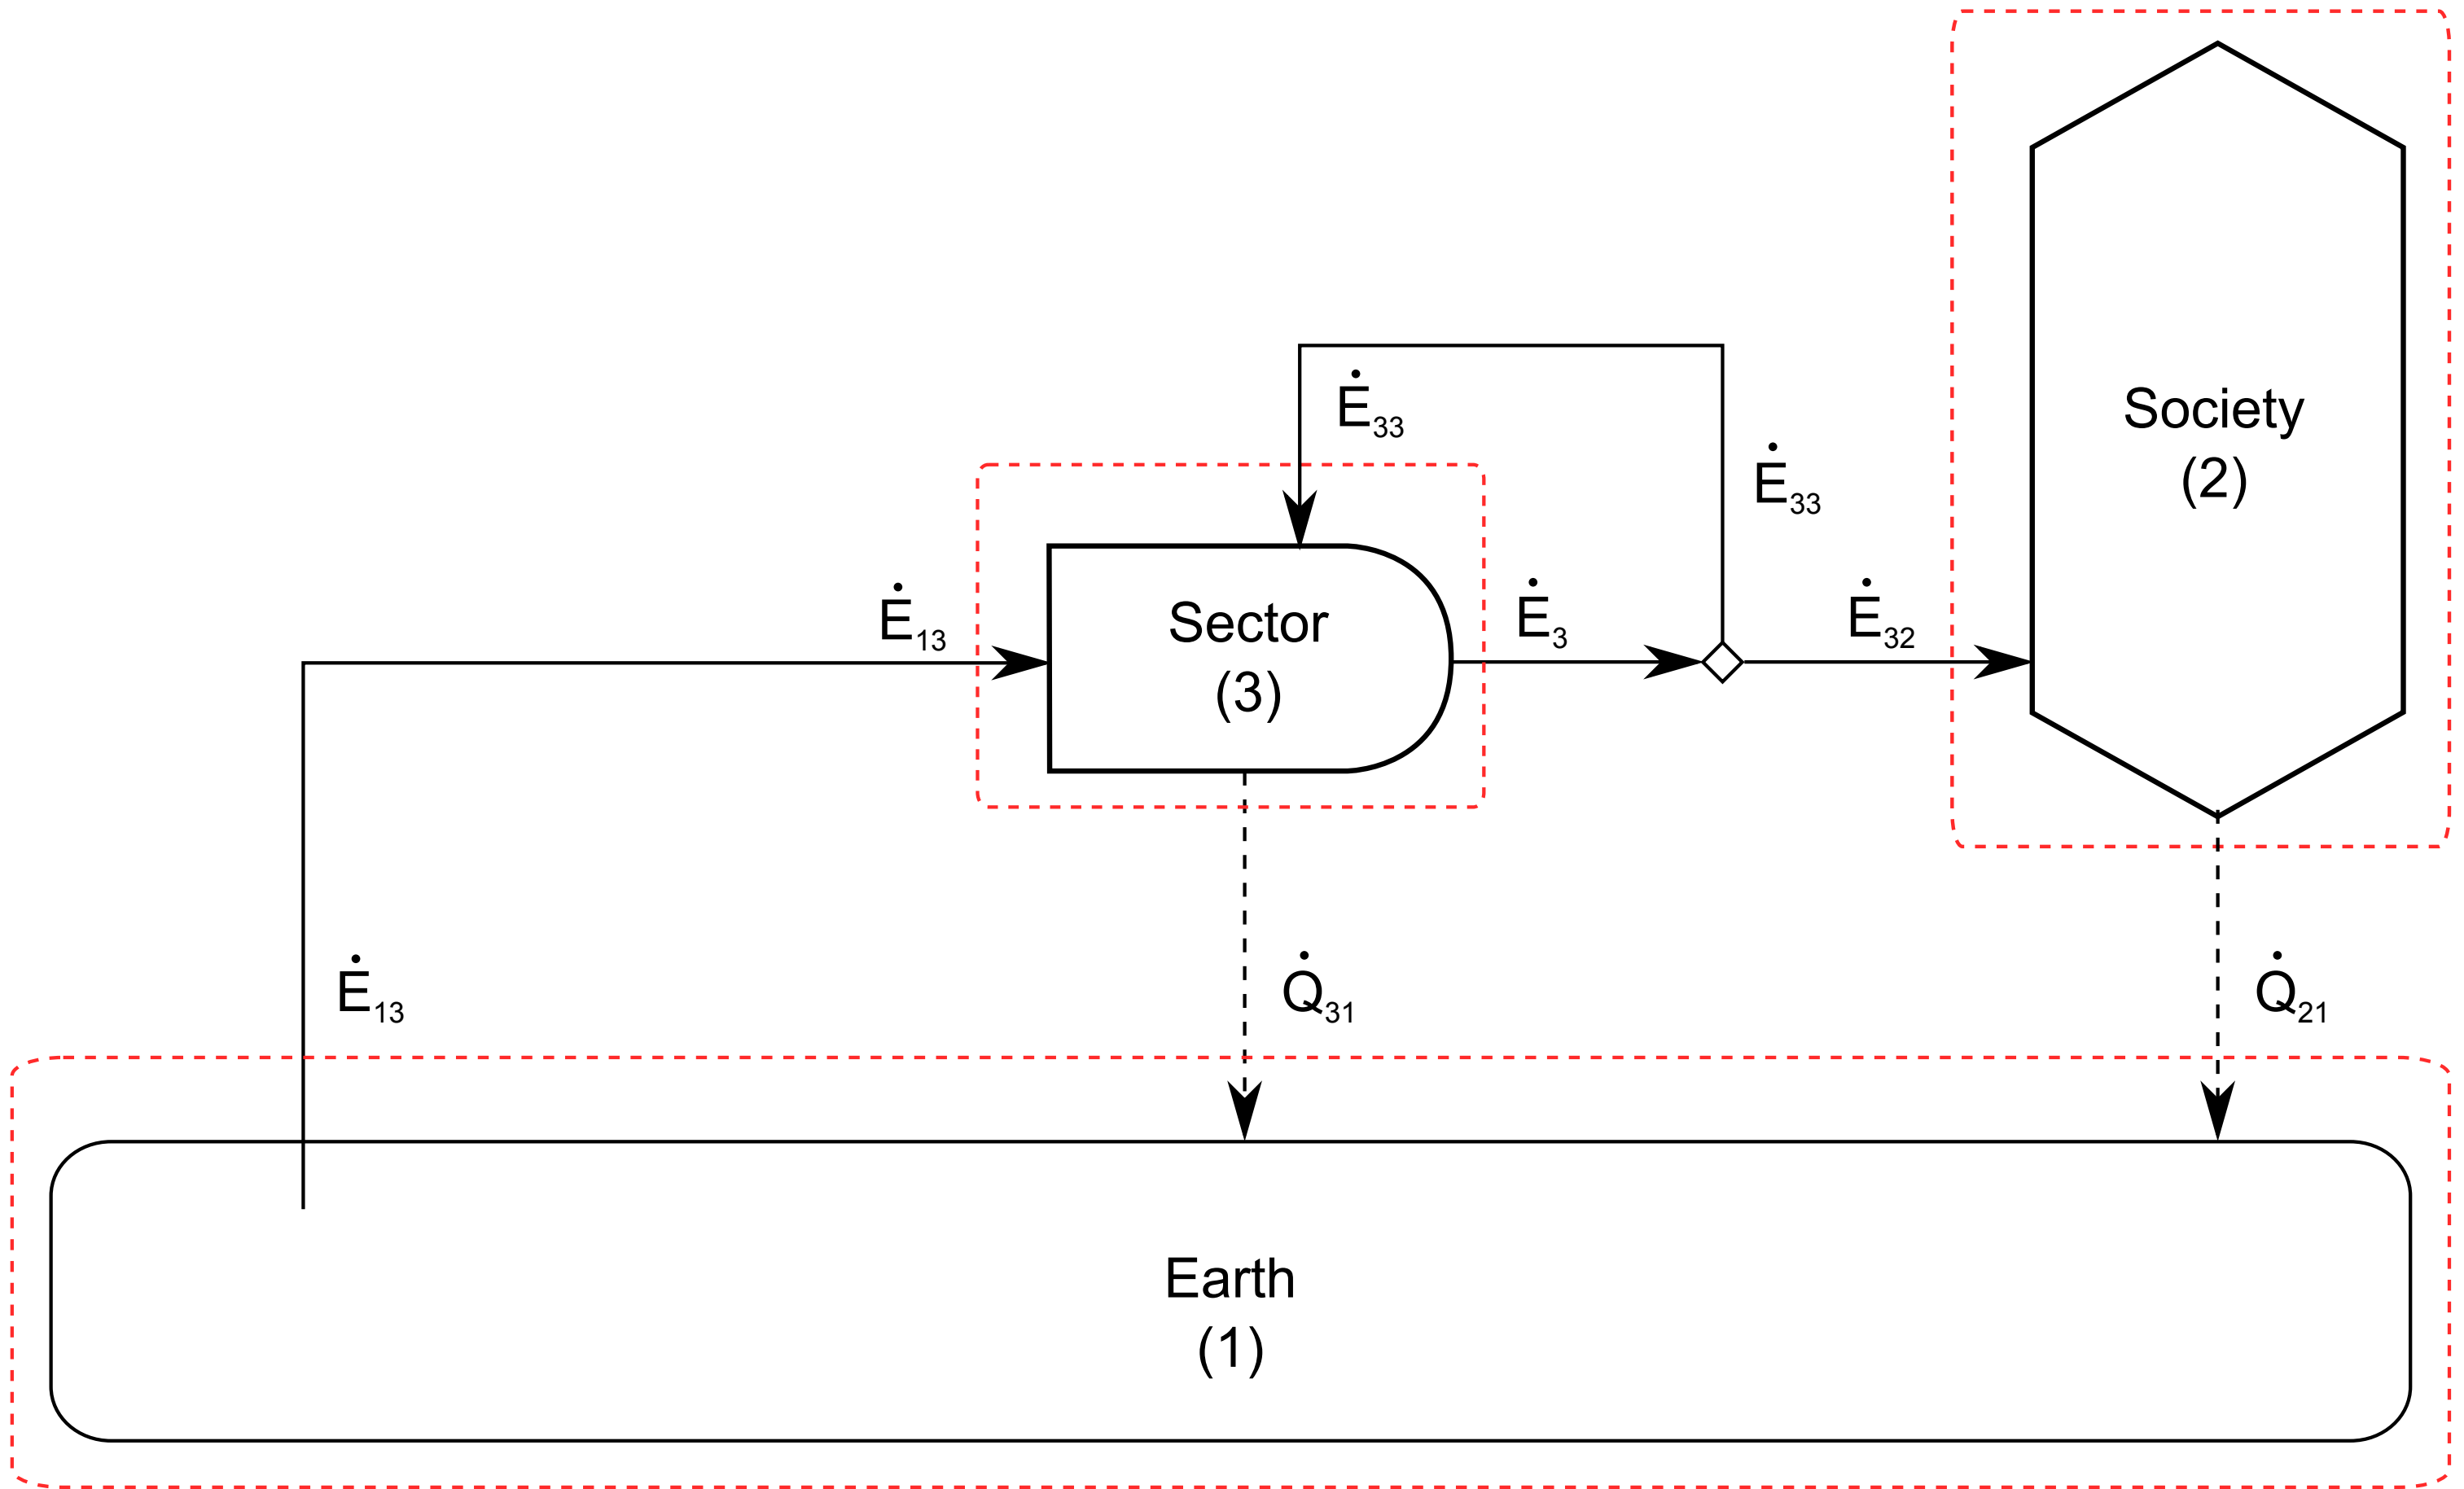 Society
(2)
Ė33
Ė33
Ė13
Sector
(3)
Ė3
Ė32
Ė13
Q̇31
Q̇21
Earth
(1)